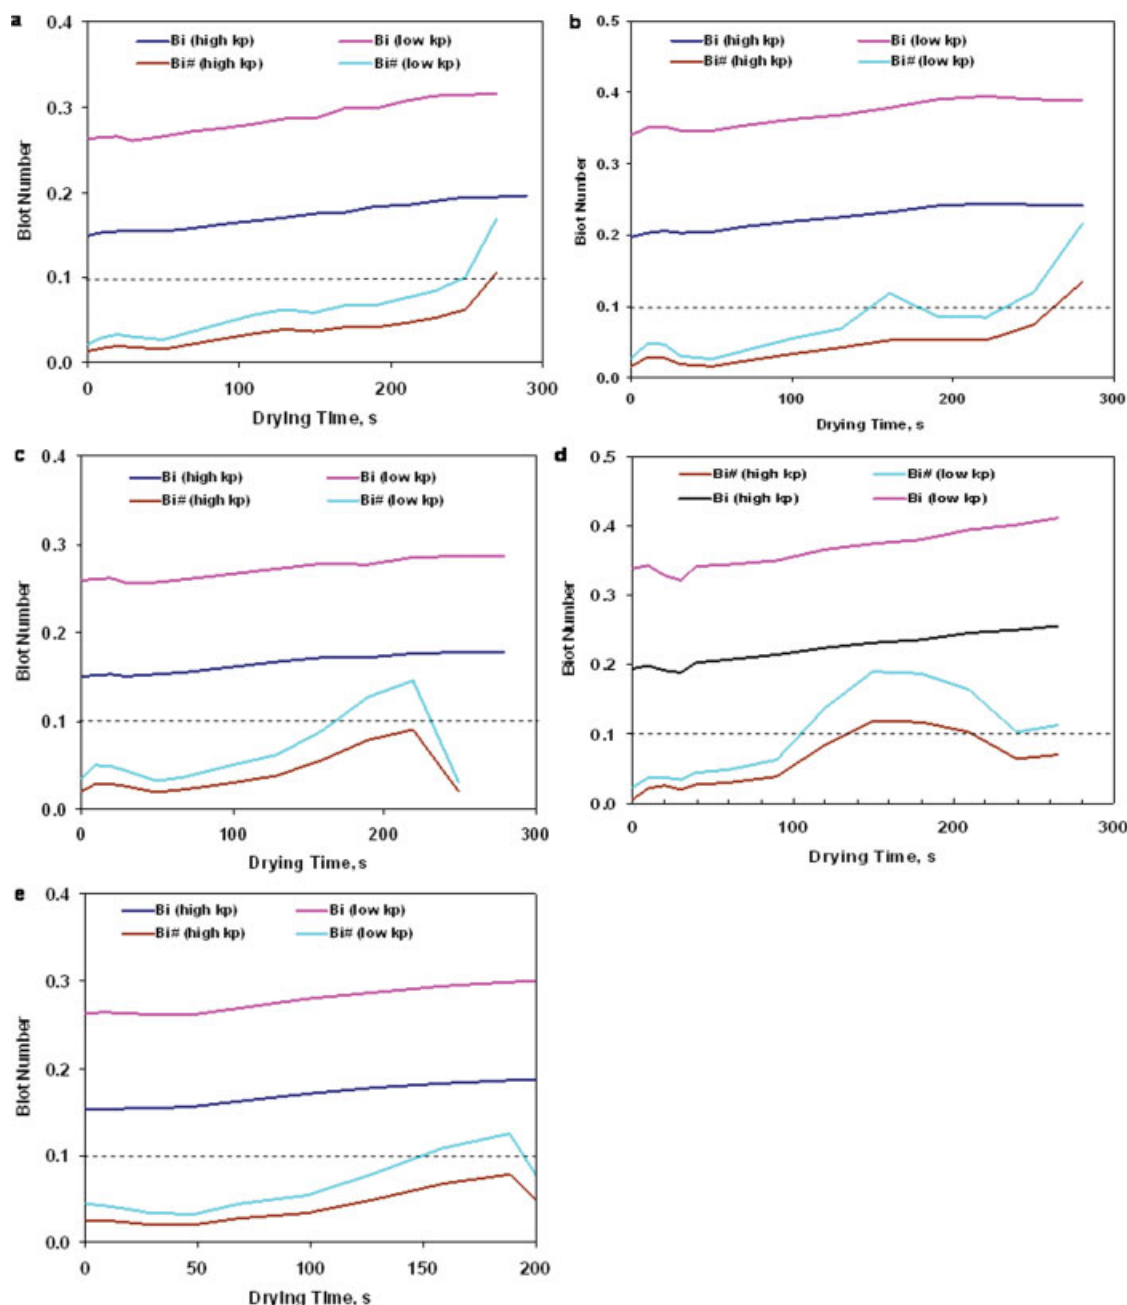 a
0.4
Bi (high kp) Bi (low kp)
Bi# (high kp) Bi# (low kp)
0.3
0.2
0.1
0.0
Biot Number
0 100 200 300
Drying Time, s
b
0.5
Bi (high kp) Bi (low kp)
Bi# (high kp) Bi# (low kp)
0.4
0.3
0.2
0.1
0.0
Biot Number
0 100 200 300
Drying Time, s
c
0.4
Bi (high kp) Bi (low kp)
Bi# (high kp) Bi# (low kp)
0.3
0.2
0.1
0.0
Biot Number
0 100 200 300
Drying Time, s
d
0.5
Bi# (high kp) Bi# (low kp)
Bi (high kp) Bi (low kp)
0.4
0.3
0.2
0.1
0.0
Biot Number
0 100 200 300
Drying Time, s
e
0.4
Bi (high kp) Bi (low kp)
Bi# (high kp) Bi# (low kp)
0.3
0.2
0.1
0.0
Biot Number
0 50 100 150 200
Drying Time, s